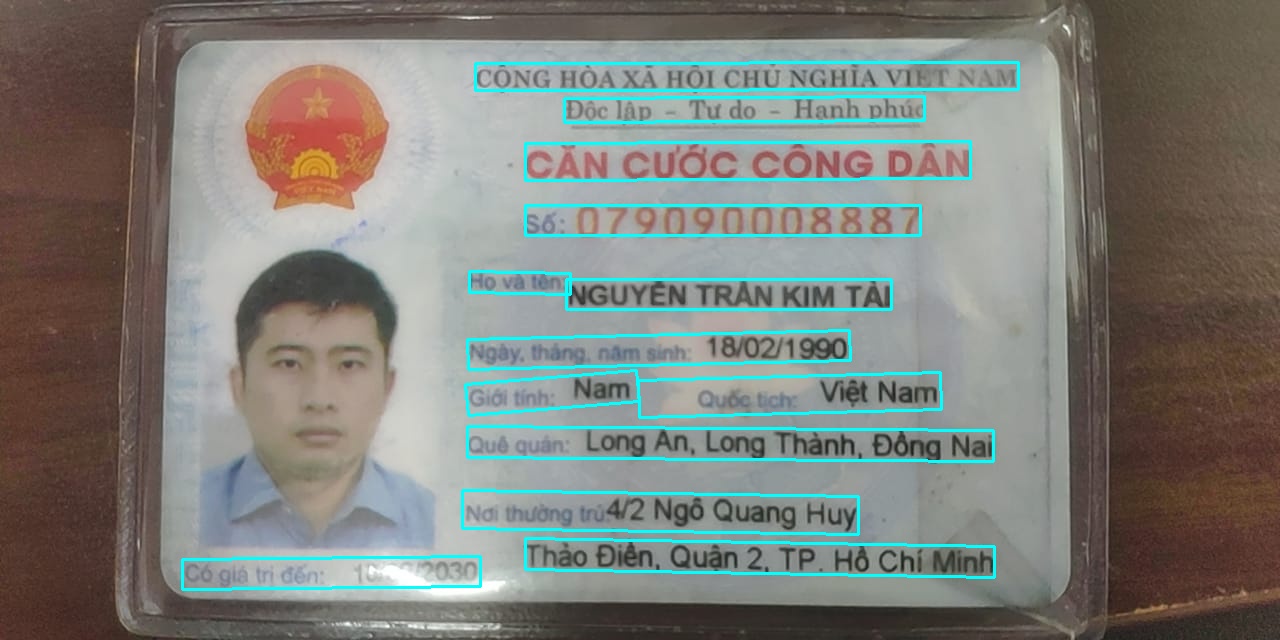 CỘNG HÒA XÃ HỘI CHỦ NGHĨA VIỆT NAM
Độc lập – Tự do – Hạnh phúc
CĂN CƯỚC CÔNG DÂN
Số: 079090008887
Họ và tên: NGUYỄN TRẦN KIM TÀI
Ngày, tháng, năm sinh: 18/02/1990
Giới tính: Nam Quốc tịch: Việt Nam
Quê quán: Long An, Long Thành, Đồng Nai
Nơi thường trú: 4/2 Ngô Quang Huy
Thảo Điền, Quận 2, TP. Hồ Chí Minh
Có giá trị đến:
VIỆT NAM